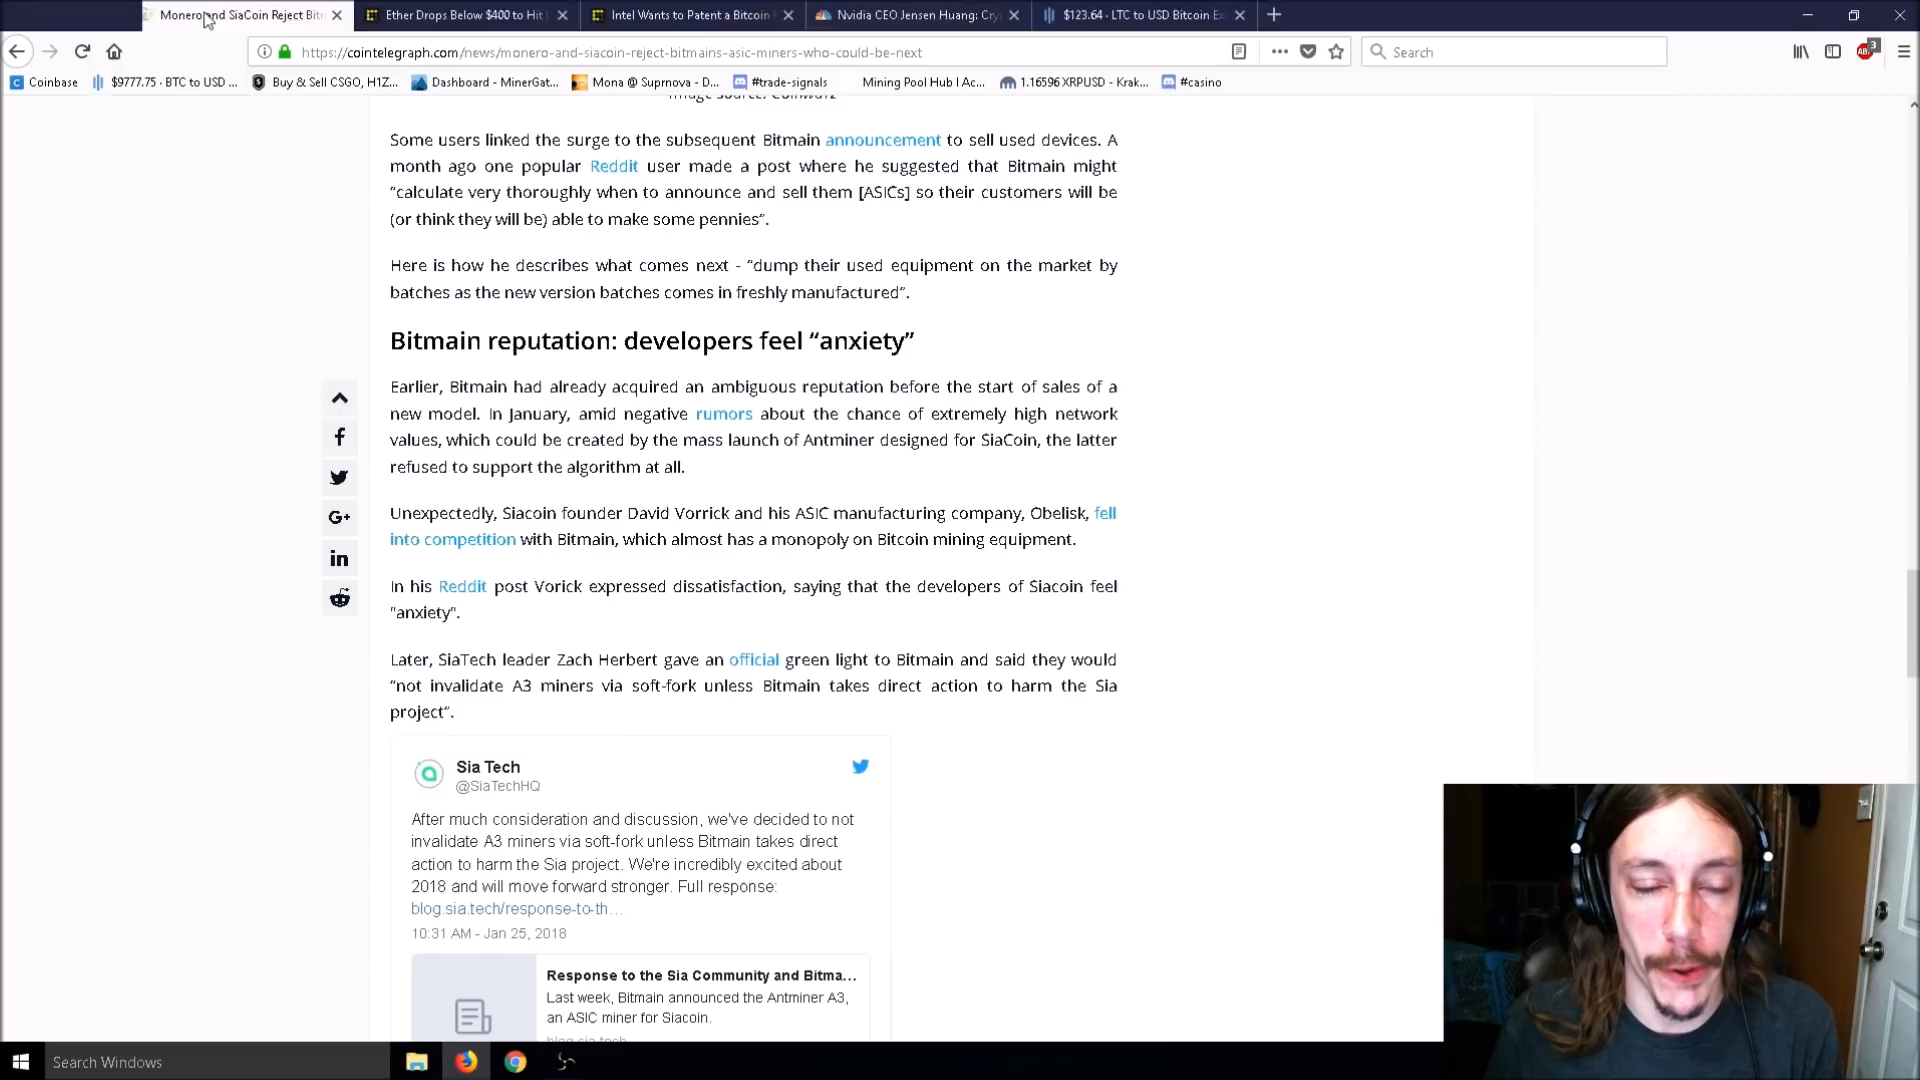 Monero and SiaCoin Reject Bitm
Ether Drops Below $400 to Hit
Intel Wants to Patent a Bitcoin
Nvidia CEO Jensen Huang: Cry
$123.64 · LTC to USD Bitcoin Ex
https://cointelegraph.com/news/monero-and-siacoin-reject-bitmains-asic-miners-who-could-be-next
Search
3
Coinbase
$9777.75 · BTC to USD ...
Buy & Sell CSGO, H1Z...
Dashboard - MinerGat...
Mona @ Suprnova - D...
#trade-signals
Mining Pool Hub | Ac...
1.16596 XRPUSD - Krak...
#casino
Image source: Coinwarz
Some users linked the surge to the subsequent Bitmain announcement to sell used devices. A
month ago one popular Reddit user made a post where he suggested that Bitmain might
“calculate very thoroughly when to announce and sell them [ASICs] so their customers will be
(or think they will be) able to make some pennies”.
Here is how he describes what comes next - “dump their used equipment on the market by
batches as the new version batches comes in freshly manufactured”.
Bitmain reputation: developers feel “anxiety”
Earlier, Bitmain had already acquired an ambiguous reputation before the start of sales of a
new model. In January, amid negative rumors about the chance of extremely high network
values, which could be created by the mass launch of Antminer designed for SiaCoin, the latter
refused to support the algorithm at all.
Unexpectedly, Siacoin founder David Vorrick and his ASIC manufacturing company, Obelisk, fell
into competition with Bitmain, which almost has a monopoly on Bitcoin mining equipment.
In his Reddit post Vorick expressed dissatisfaction, saying that the developers of Siacoin feel
"anxiety".
Later, SiaTech leader Zach Herbert gave an official green light to Bitmain and said they would
“not invalidate A3 miners via soft-fork unless Bitmain takes direct action to harm the Sia
project”.
Sia Tech
@SiaTechHQ
After much consideration and discussion, we've decided to not
invalidate A3 miners via soft-fork unless Bitmain takes direct
action to harm the Sia project. We're incredibly excited about
2018 and will move forward stronger. Full response:
blog.sia.tech/response-to-th…
10:31 AM - Jan 25, 2018
Response to the Sia Community and Bitma...
Last week, Bitmain announced the Antminer A3,
an ASIC miner for Siacoin.
blog.sia.tech
Search Windows